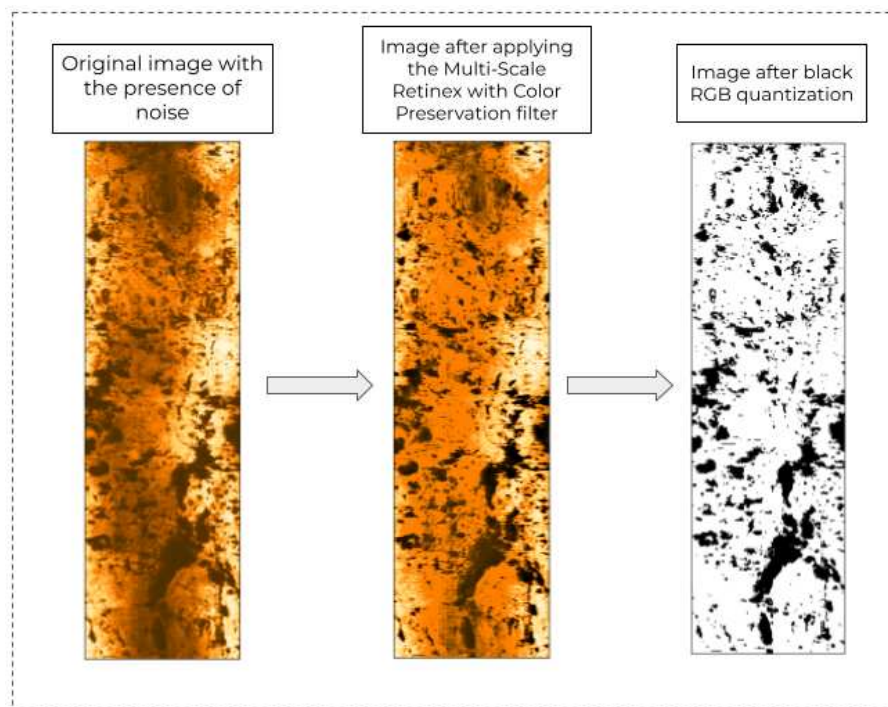 Original image with
the presence of
noise
Image after applying
the Multi-Scale
Retinex with Color
Preservation filter
Image after black
RGB quantization